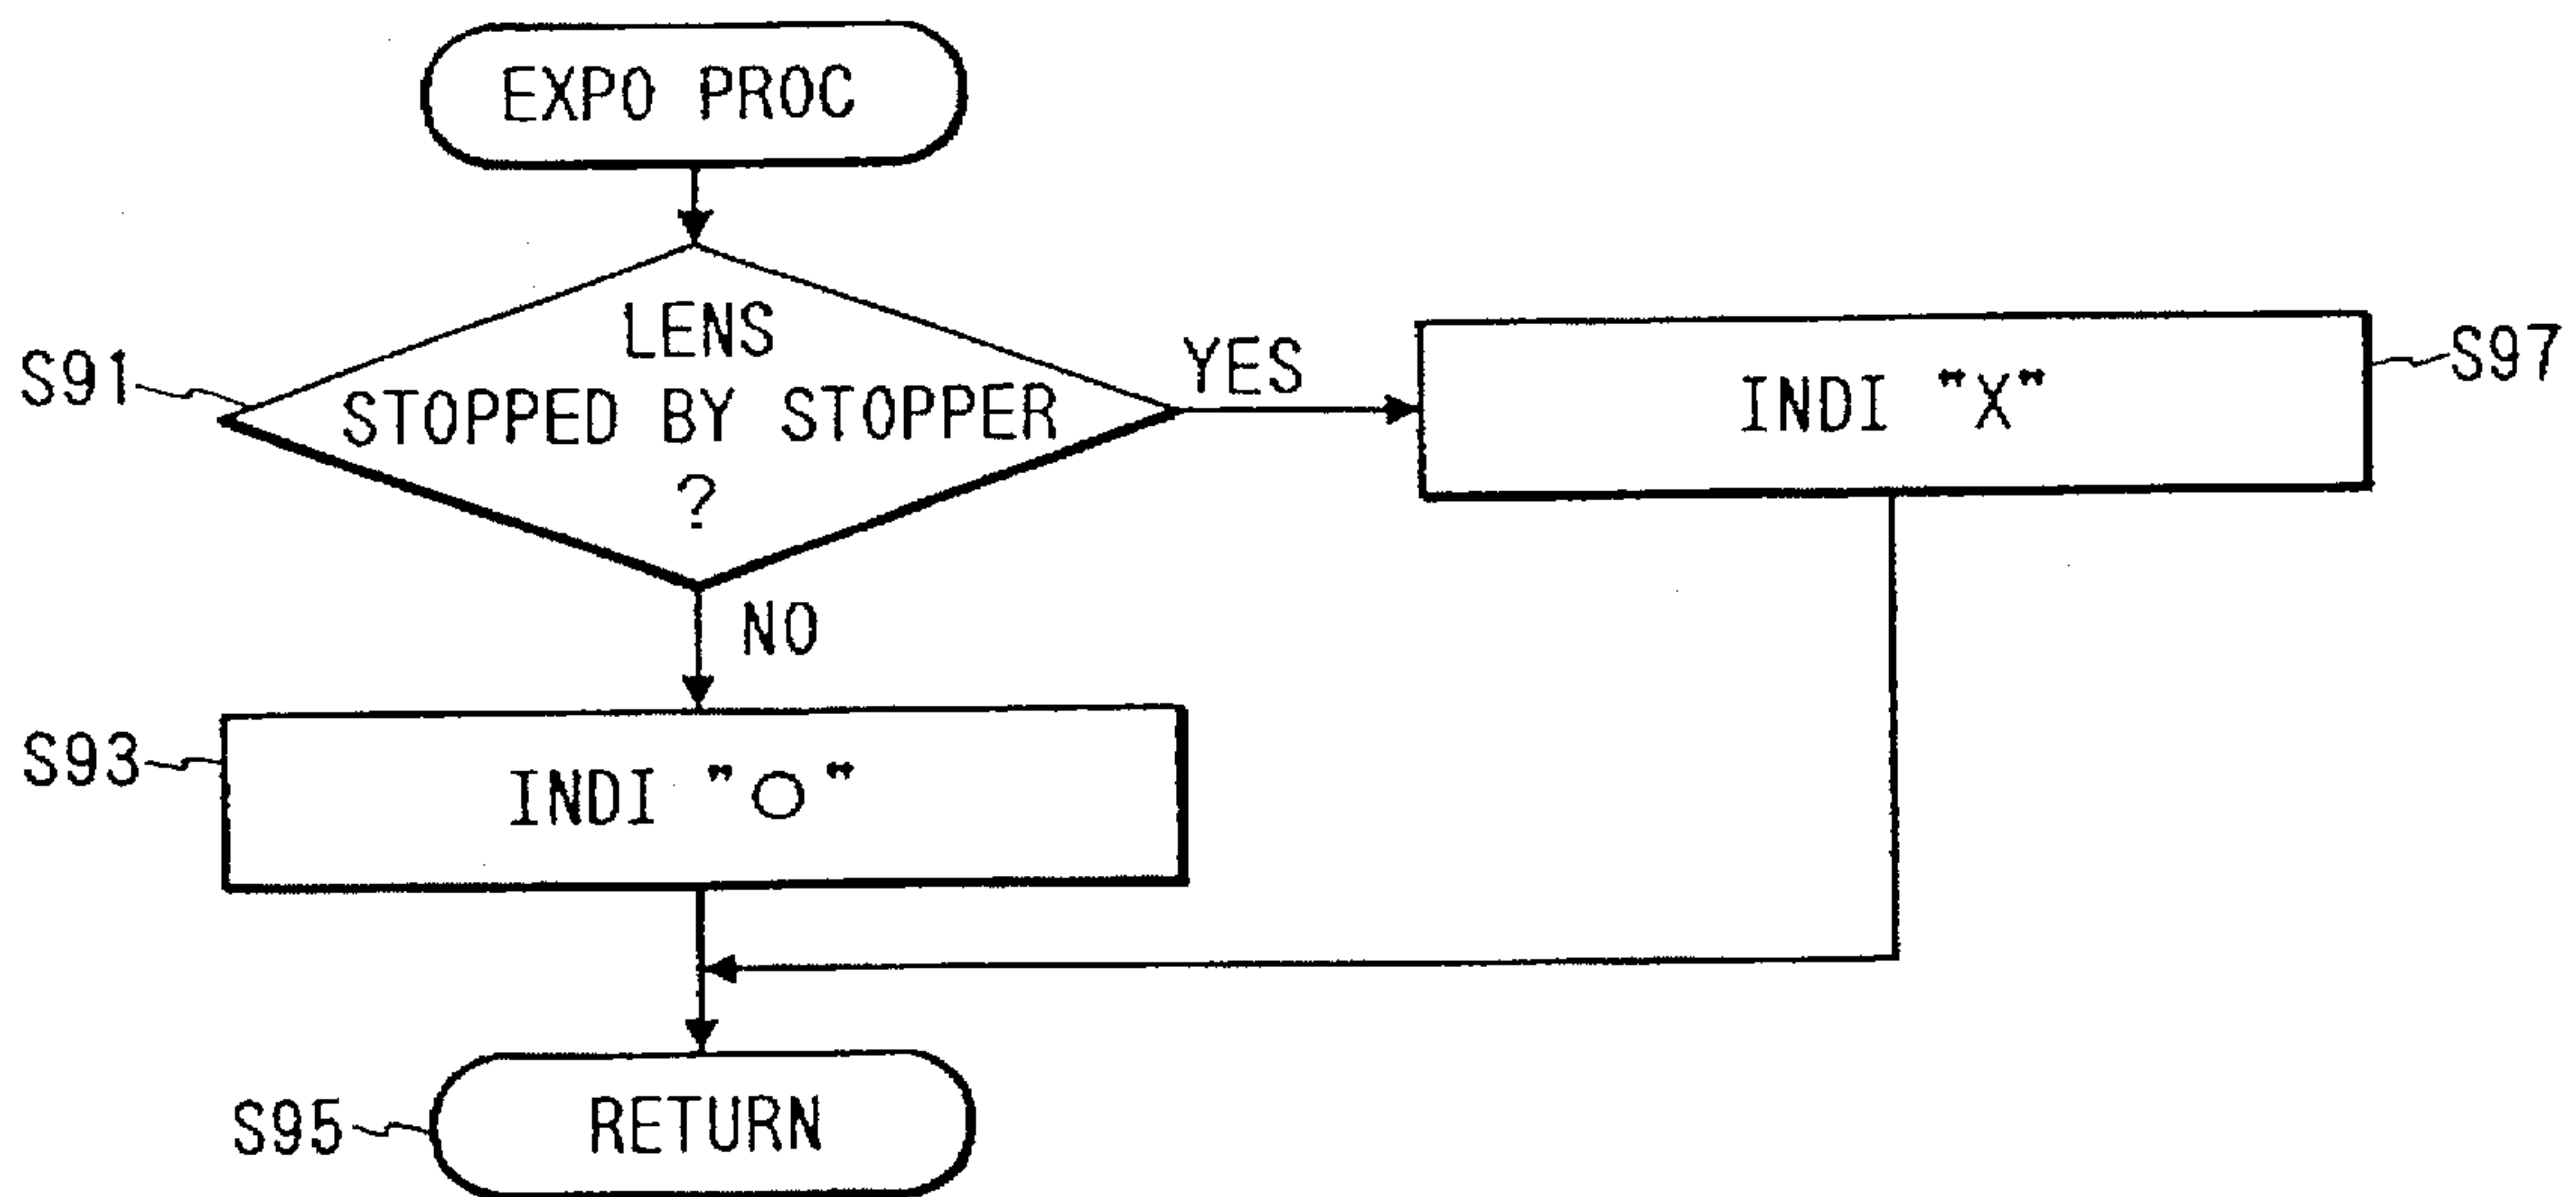 EXPO PROC
LENS
STOPPED BY STOPPER
?
S91
YES
INDI "X"
S97
NO
S93
INDI "○"
S95
RETURN